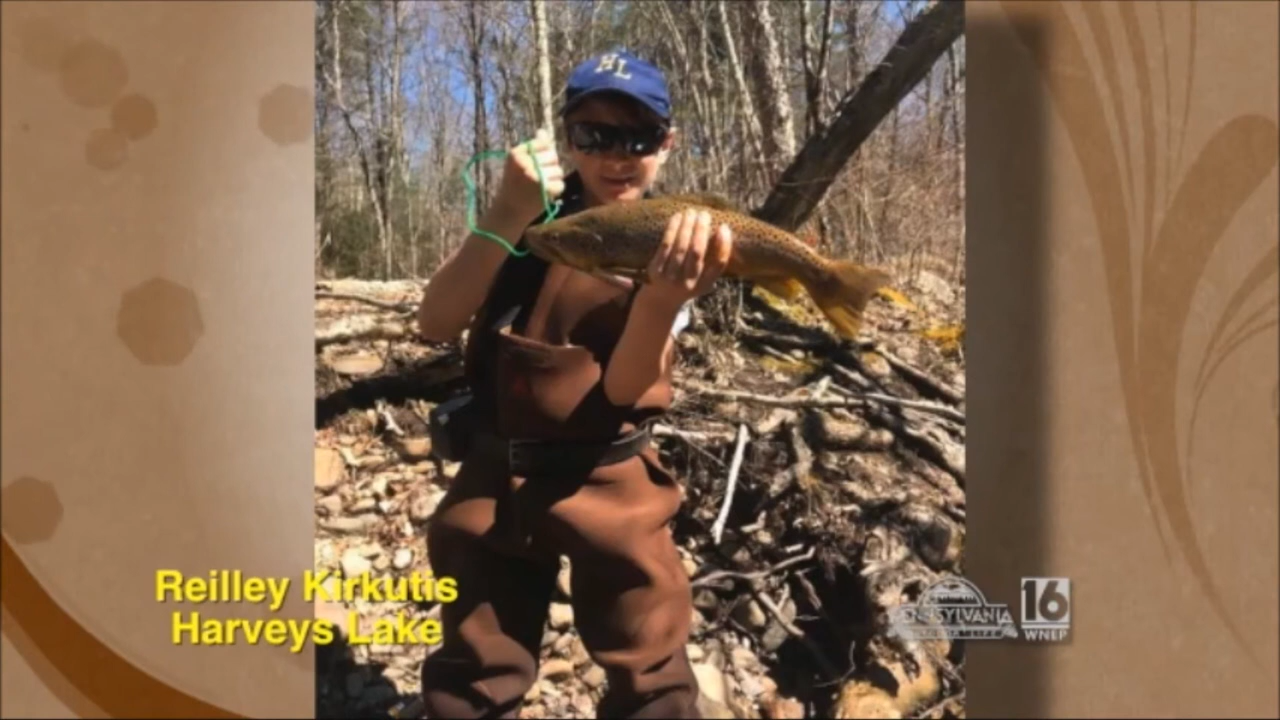 HL
Reilley Kirkutis
Harveys Lake
PENNSYLVANIA
16
WNEP